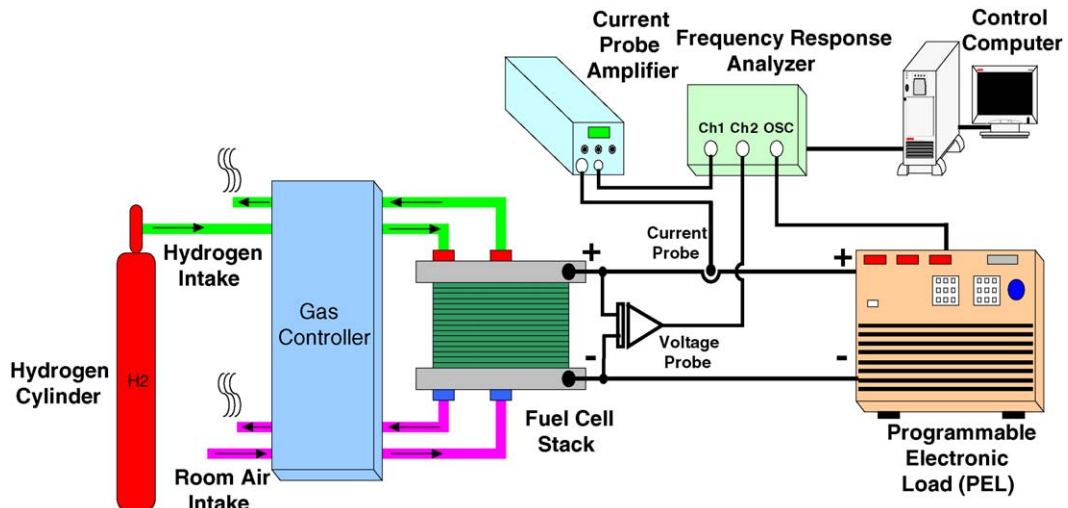 Current
Probe
Amplifier
Frequency Response
Analyzer
Control
Computer
Ch1 Ch2 OSC
Hydrogen
Intake
Current
Probe
+
+
Gas
Controller
Voltage
Probe
-
-
Hydrogen
Cylinder
H2
Fuel Cell
Stack
Room Air
Intake
Programmable
Electronic
Load (PEL)